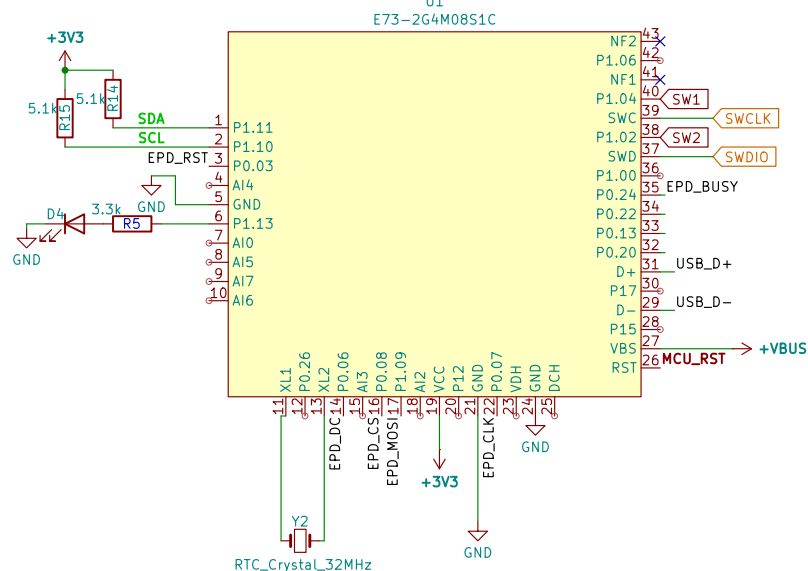 U1
E73-2G4M08S1C
+3V3
5.1k
R15
5.1k
R14
SDA
SCL
EPD_RST
GND
D4
3.3k
R5
GND
1 P1.11
2 P1.10
3 P0.03
4 AI4
5 GND
6 P1.13
7 AI0
8 AI5
9 AI7
10 AI6
NF2 43
P1.06 42
NF1 41
P1.04 40 SW1
SWC 39 SWCLK
P1.02 38 SW2
SWD 37 SWDIO
P1.00 36
P0.24 35 EPD_BUSY
P0.22 34
P0.13 33
P0.20 32
D+ 31 USB_D+
P17 30
D- 29 USB_D-
P15 28
VBS 27 +VBUS
RST 26 MCU_RST
XL1 11
P0.26 12
XL2 13
P0.06 14 EPD_DC
AI3 15
P0.08 16 EPD_CS
P1.09 17 EPD_MOSI
AI2 18
VCC 19
P12 20
GND 21
P0.07 22 EPD_CLK
VDH 23
GND 24
DCH 25
GND
+3V3
GND
Y2
RTC_Crystal_32MHz